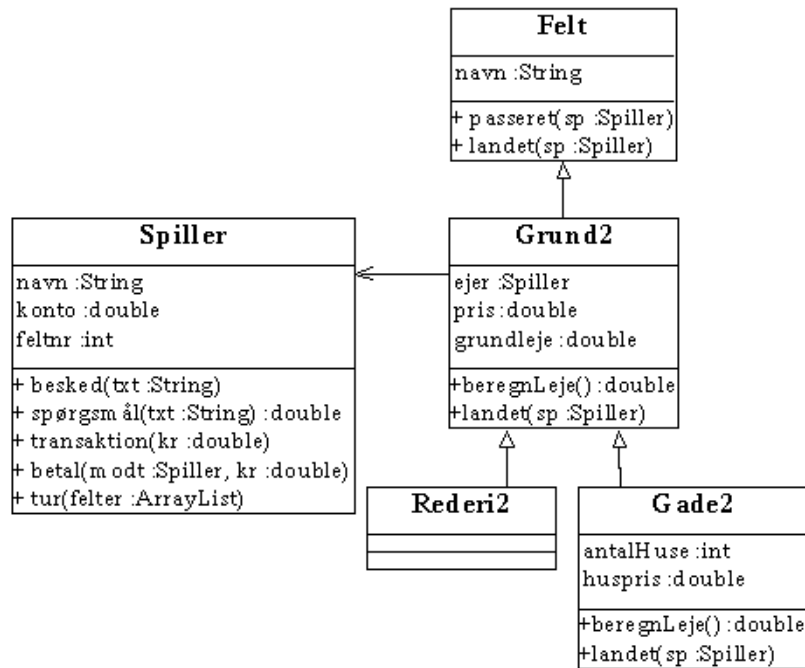 Felt
navn :String
+ passeret(sp :Spiller)
+ landet(sp :Spiller)
Spiller
navn :String
konto :double
feltnr :int
+ besked(txt :String)
+ spørgsmål(txt :String) :double
+ transaktion(kr :double)
+ betal(modt :Spiller, kr :double)
+ tur(felter :ArrayList)
Grund2
ejer :Spiller
pris :double
grundleje :double
+beregnLeje() :double
+landet(sp :Spiller)
Rederi2
Gade2
antalHuse :int
huspris :double
+beregnLeje() :double
+landet(sp :Spiller)